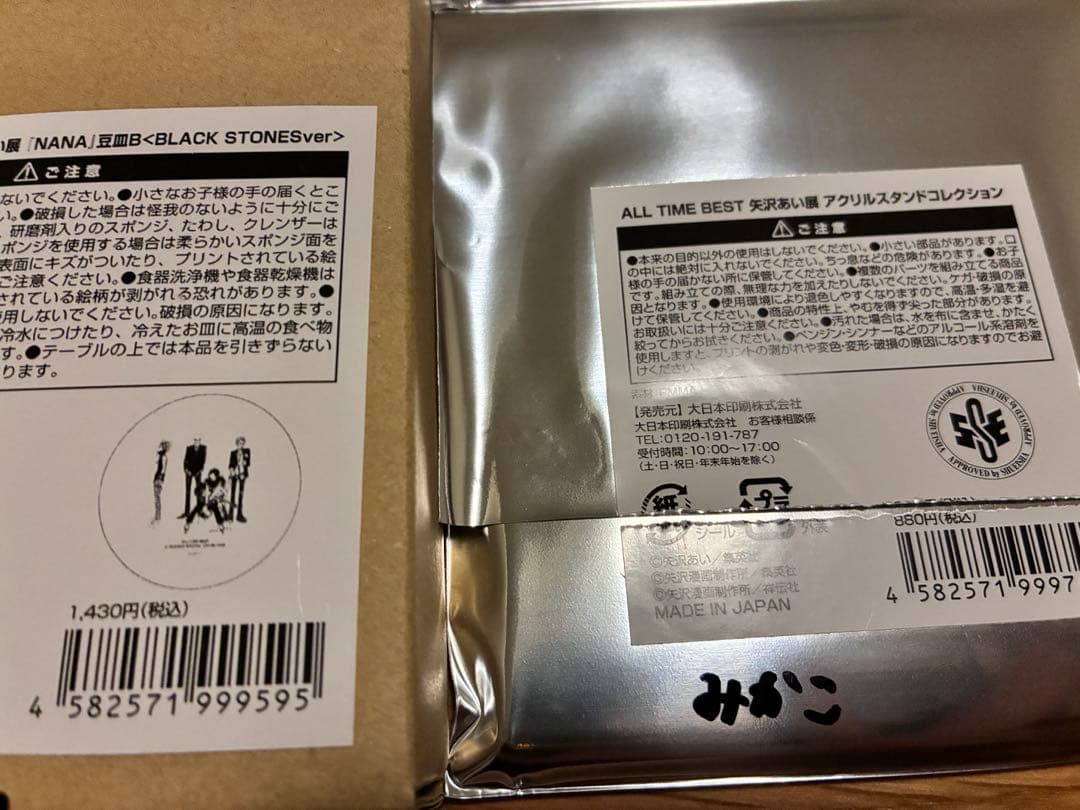 い展 『NANA』豆皿B<BLACK STONESver>
ご注意
ないでください。●小さなお子様の手の届くとこ
い。●破損した場合は怪我のないように十分にご
研磨剤入りのスポンジ、たわし、クレンザーは
ポンジを使用する場合は柔らかいスポンジ面を
表面にキズがついたり、プリントされている絵
ご注意ください。●食器洗浄機や食器乾燥機は
されている絵柄が剥がれる恐れがあります。●
用しないでください。破損の原因になります。
冷水につけたり、冷えたお皿に高温の食べ物
す。●テーブルの上では本品を引きずらない
ります。
1,430円(税込)
4 582571 999595
ALL TIME BEST 矢沢あい展 アクリルスタンドコレクション
ご注意
●本来の目的以外の使用はしないでください。●小さい部品があります。口
の中には絶対に入れないでください。ちっ息などの危険があります。●お子
様の手の届かない所に保管してください。●複数のパーツを組み立てる商品
です。組み立ての際、無理な力を加えたりしないでください。ケガ・破損の原
因となります。●使用環境により退色しやすくなりますので、高温・多湿を避
けて保管してください。●商品の特性上、やむを得ず尖った部分があります。
お取扱いには十分ご注意ください。●汚れた場合は、水を布に含ませ、かたく
絞ってからお拭きください。●ベンジン・シンナーなどのアルコール系溶剤を
使用しますと、プリントの剥がれや変色・変形・破損の原因になりますのでお避
けください。
【発売元】大日本印刷株式会社
大日本印刷株式会社 お客様相談係
TEL:0120-191-787
受付時間:10:00～17:00
(土・日・祝日・年末年始を除く)
APPROVED by SHUEISHA
紙
プラ
シール
外装
©矢沢あい／集英社
©矢沢漫画制作所／集英社
©矢沢漫画制作所／祥伝社
MADE IN JAPAN
880円(税込)
4 582571 9997
みかこ